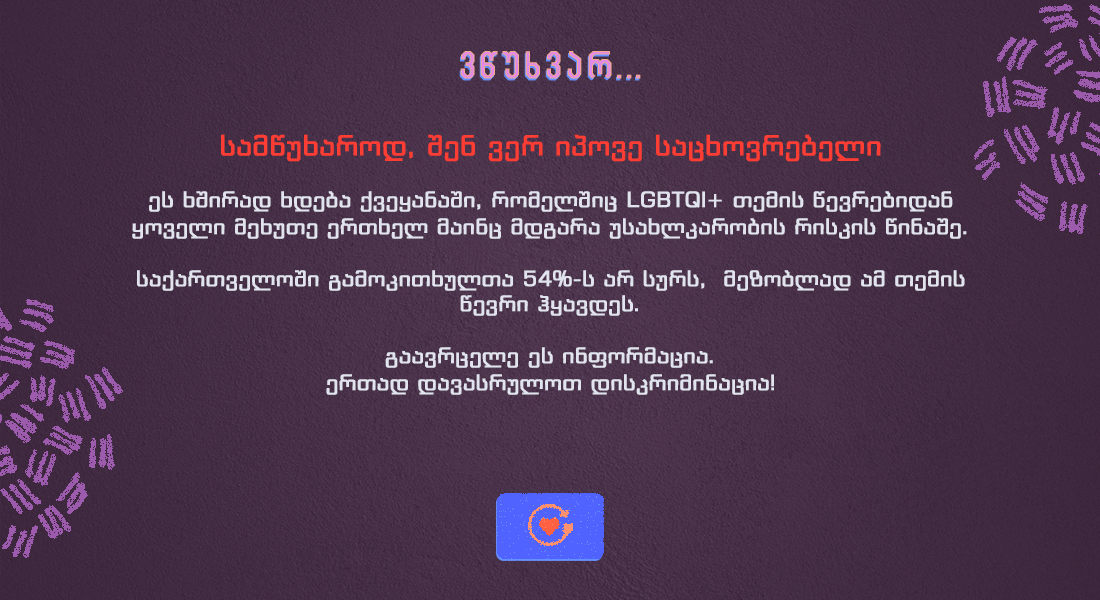 ვწუხვარ...
სამწუხაროდ, შენ ვერ იპოვე საცხოვრებელი
ეს ხშირად ხდება ქვეყანაში, რომელშიც LGBTQI+ თემის წევრებიდან
ყოველი მეხუთე ერთხელ მაინც მდგარა უსახლკარობის რისკის წინაშე.
საქართველოში გამოკითხულთა 54%-ს არ სურს, მეზობლად ამ თემის
წევრი ჰყავდეს.
გაავრცელე ეს ინფორმაცია.
ერთად დავასრულოთ დისკრიმინაცია!